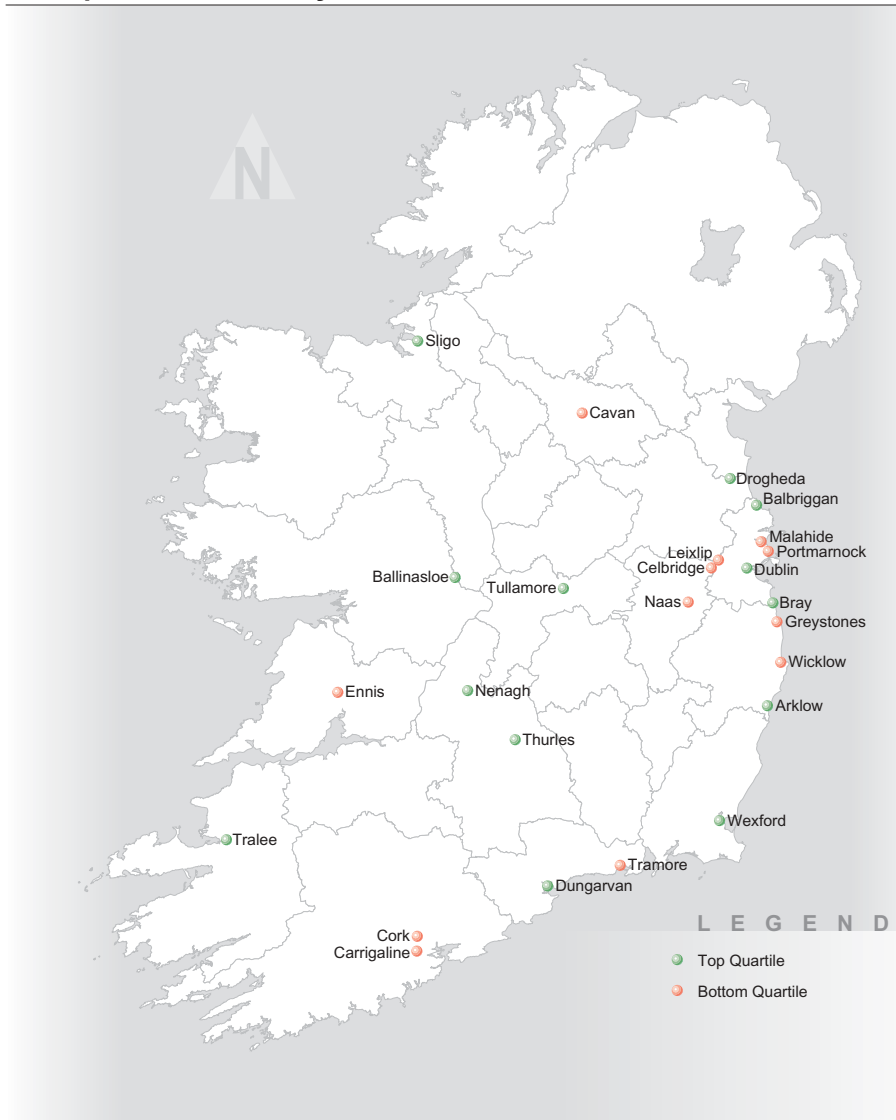 N
Sligo
Cavan
Drogheda
Balbriggan
Malahide
Portmarnock
Leixlip
Celbridge
Dublin
Ballinasloe
Tullamore
Naas
Bray
Greystones
Wicklow
Ennis
Nenagh
Arklow
Thurles
Wexford
Tralee
Tramore
Dungarvan
Cork
Carrigaline
LEGEND
Top Quartile
Bottom Quartile